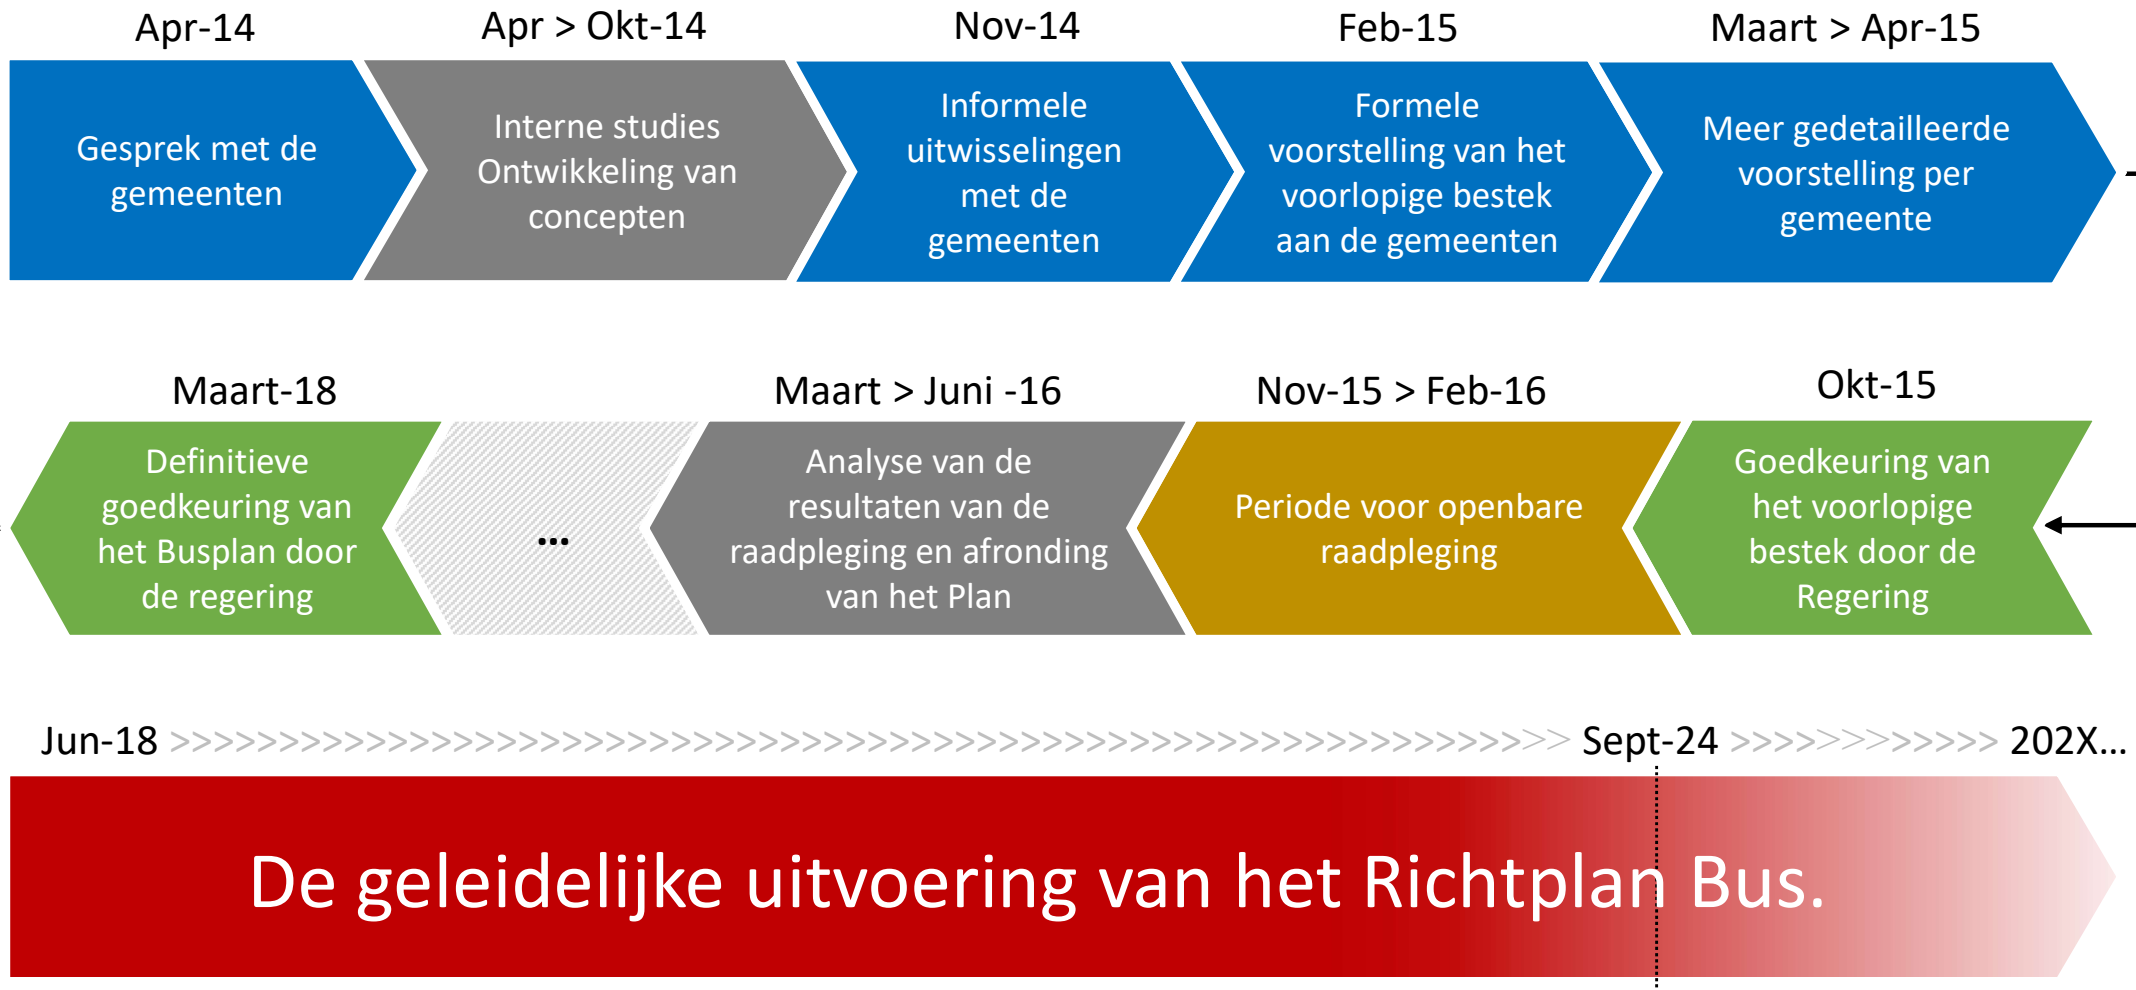 Apr-14
Apr > Okt-14
Nov-14
Feb-15
Maart > Apr-15
Gesprek met de
gemeenten
Interne studies
Ontwikkeling van
concepten
Informele
uitwisselingen
met de
gemeenten
Formele
voorstelling van het
voorlopige bestek
aan de gemeenten
Meer gedetailleerde
voorstelling per
gemeente
Maart-18
Maart > Juni -16
Nov-15 > Feb-16
Okt-15
Definitieve
goedkeuring van
het Busplan door
de regering
...
Analyse van de
resultaten van de
raadpleging en afronding
van het Plan
Periode voor openbare
raadpleging
Goedkeuring van
het voorlopige
bestek door de
Regering
Jun-18 >>>>>>>>>>>>>>>>>>>>>>>>>>>>>>>>>>>>>>>>>>>>>>>>>>>>>>>>>> Sept-24 >>>>>>>>>>>> 202X...
De geleidelijke uitvoering van het Richtplan Bus.